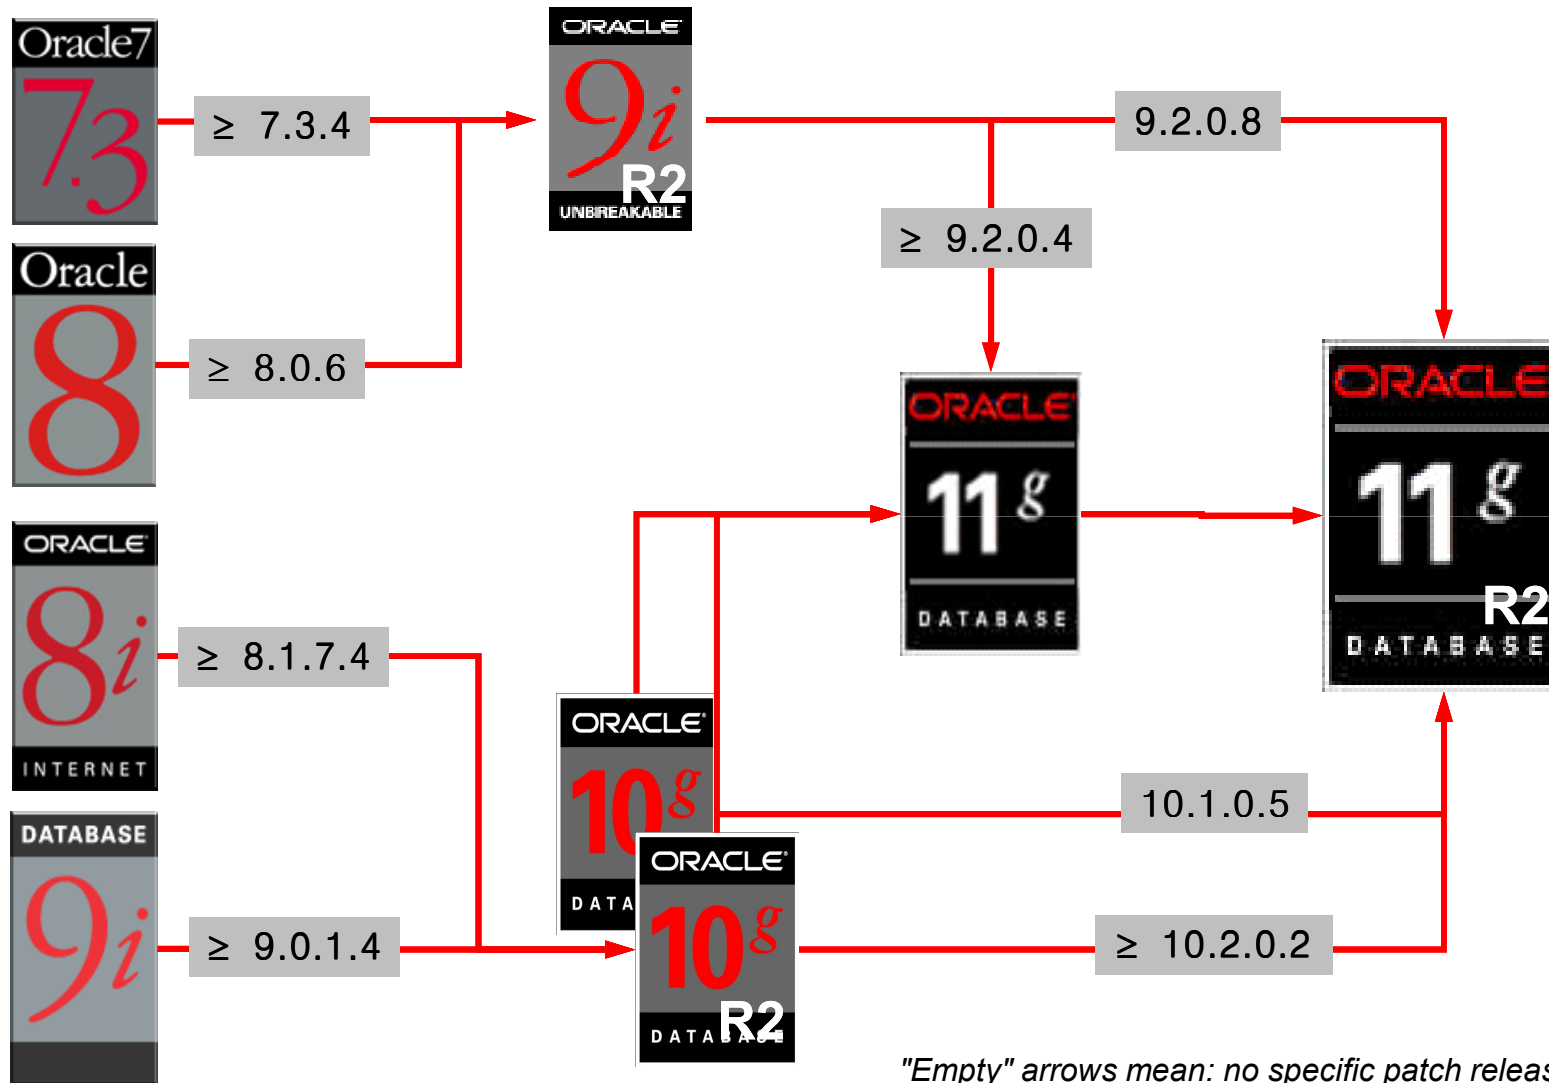 Oracle7
7.3
≥ 7.3.4
ORACLE
9i
R2
UNBREAKABLE
9.2.0.8
≥ 9.2.0.4
Oracle
8
≥ 8.0.6
ORACLE
11g
DATABASE
ORACLE
11g
R2
DATABASE
ORACLE
8i
INTERNET
≥ 8.1.7.4
ORACLE
10g
DATA
10.1.0.5
DATABASE
9i
≥ 9.0.1.4
ORACLE
10g
R2
DATABASE
≥ 10.2.0.2
"Empty" arrows mean: no specific patch releas